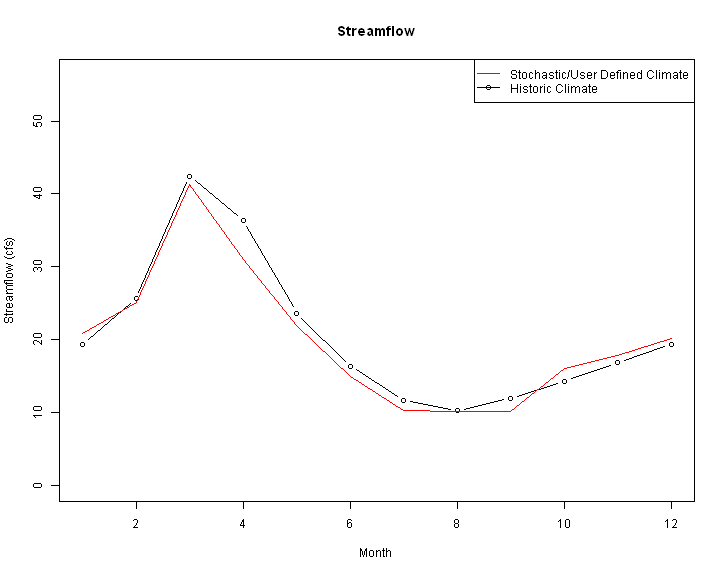 Streamflow
Stochastic/User Defined Climate
Historic Climate
Streamflow (cfs)
50
40
30
20
10
0
2 4 6 8 10 12
Month